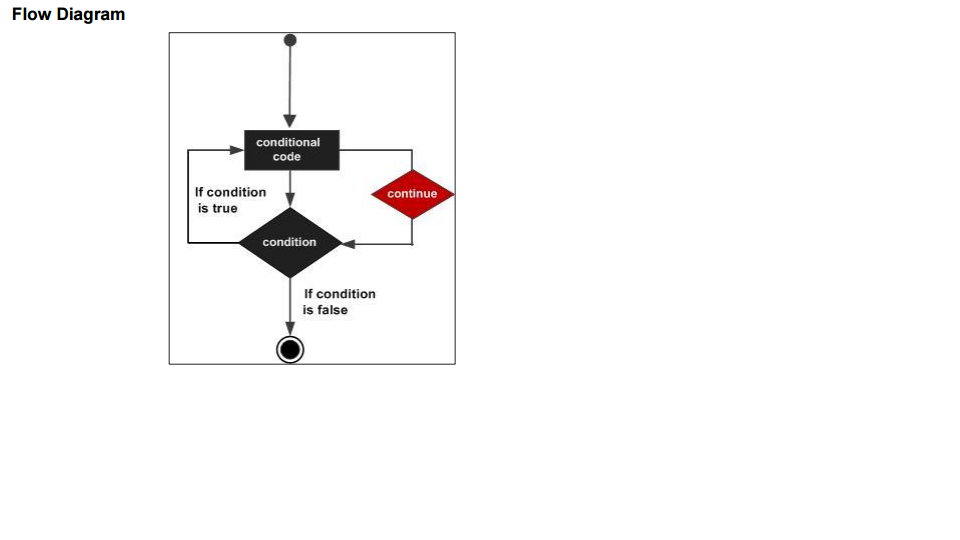 Flow Diagram
conditional
code
If condition
is true
continue
condition
If condition
is false